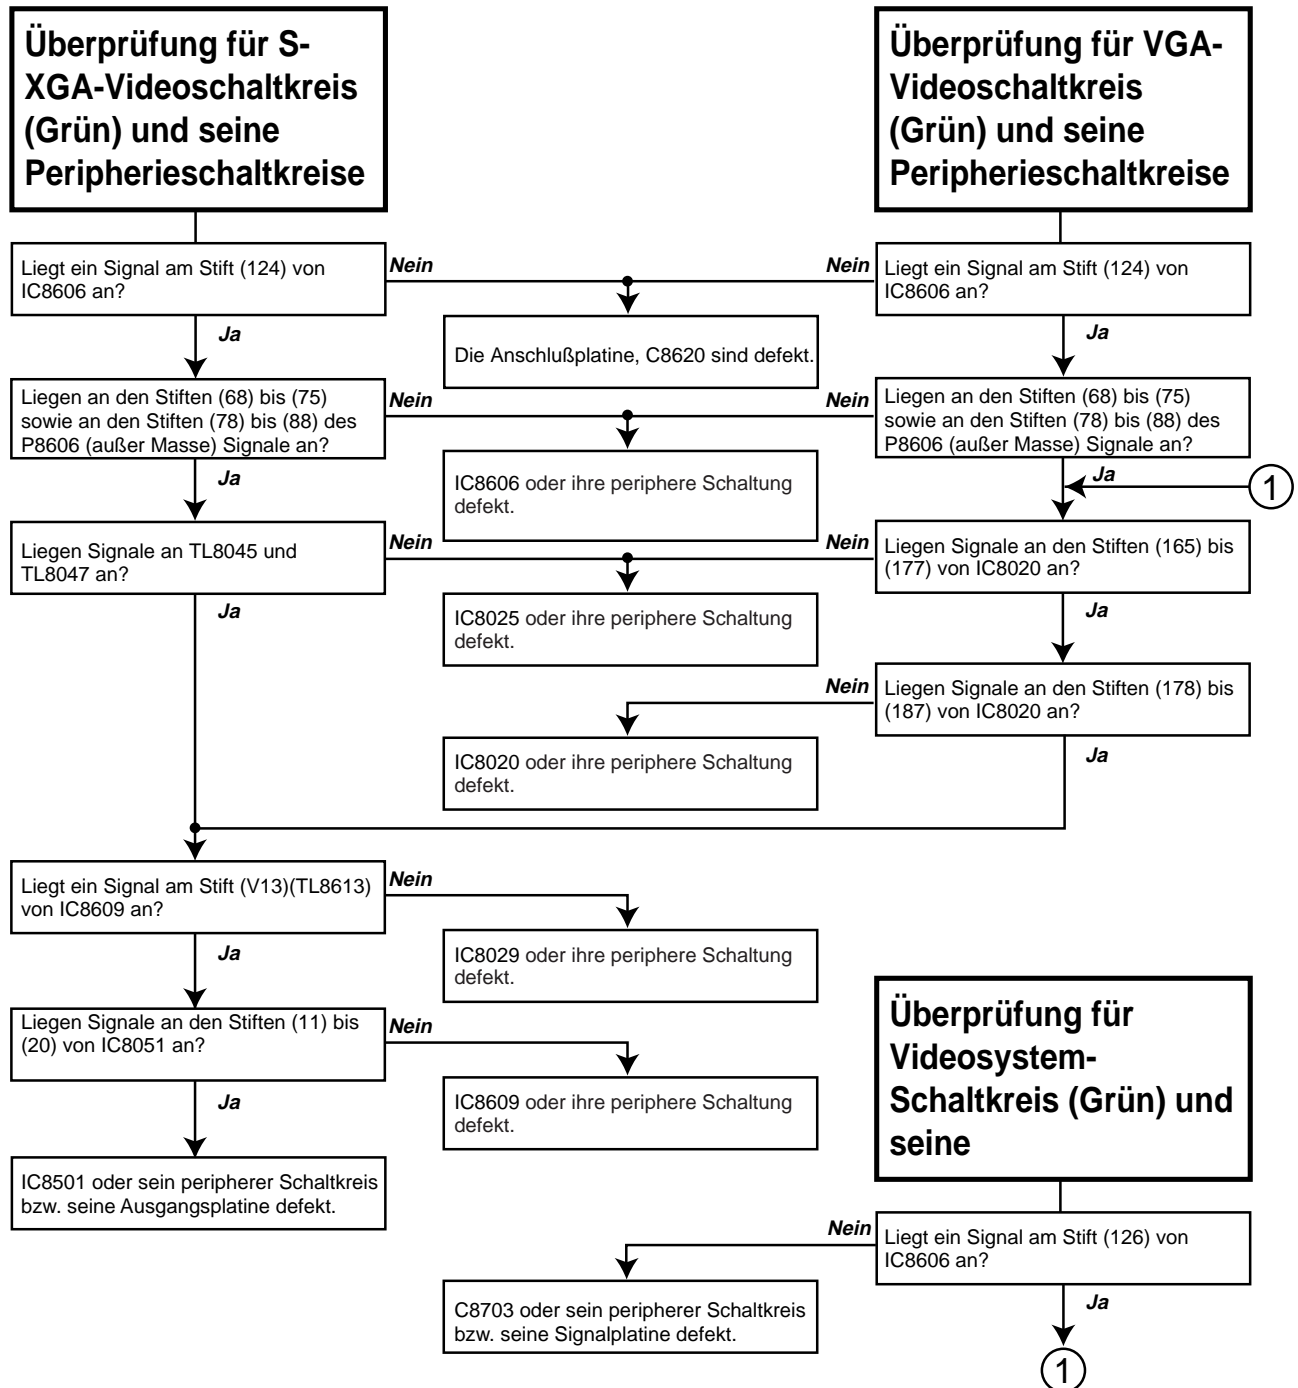 Überprüfung für S-
XGA-Videoschaltkreis
(Grün) und seine
Peripherieschaltkreise
Überprüfung für VGA-
Videoschaltkreis
(Grün) und seine
Peripherieschaltkreise
Liegt ein Signal am Stift (124) von
IC8606 an?
Nein
Nein
Liegt ein Signal am Stift (124) von
IC8606 an?
Ja
Die Anschlußplatine, C8620 sind defekt.
Ja
Liegen an den Stiften (68) bis (75)
sowie an den Stiften (78) bis (88) des
P8606 (außer Masse) Signale an?
Nein
Nein
Liegen an den Stiften (68) bis (75)
sowie an den Stiften (78) bis (88) des
P8606 (außer Masse) Signale an?
Ja
IC8606 oder ihre periphere Schaltung
defekt.
Ja
1
Liegen Signale an TL8045 und
TL8047 an?
Nein
Nein
Liegen Signale an den Stiften (165) bis
(177) von IC8020 an?
Ja
IC8025 oder ihre periphere Schaltung
defekt.
Ja
Nein
Liegen Signale an den Stiften (178) bis
(187) von IC8020 an?
IC8020 oder ihre periphere Schaltung
defekt.
Ja
Liegt ein Signal am Stift (V13)(TL8613)
von IC8609 an?
Nein
Ja
IC8029 oder ihre periphere Schaltung
defekt.
Liegen Signale an den Stiften (11) bis
(20) von IC8051 an?
Nein
Ja
IC8609 oder ihre periphere Schaltung
defekt.
IC8501 oder sein peripherer Schaltkreis
bzw. seine Ausgangsplatine defekt.
Überprüfung für
Videosystem-
Schaltkreis (Grün) und
seine
Nein
Liegt ein Signal am Stift (126) von
IC8606 an?
C8703 oder sein peripherer Schaltkreis
bzw. seine Signalplatine defekt.
Ja
1